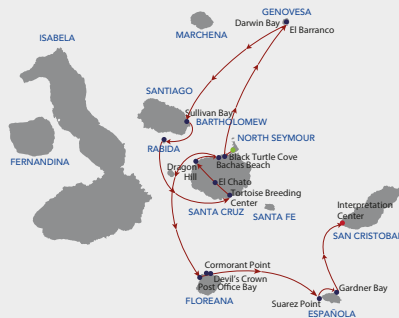 GENOVESA
Darwin Bay
El Barranco
MARCHENA
ISABELA
SANTIAGO
Sullivan Bay
BARTHOLOMEW
NORTH SEYMOUR
RABIDA
FERNANDINA
Dragon
Hill
Black Turtle Cove
Bachas Beach
El Chato
Tortoise Breeding
Center
SANTA CRUZ
SANTA FE
Interpretation
Center
SAN CRISTOBAL
Cormorant Point
Devil's Crown
Post Office Bay
FLOREANA
Gardner Bay
Suarez Point
ESPAÑOLA